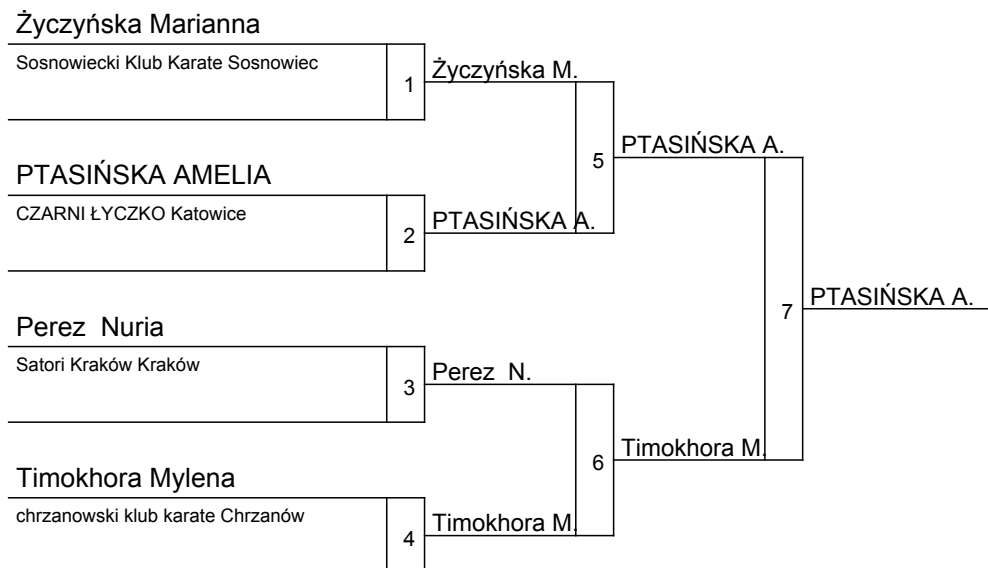 Życzyńska Marianna
Sosnowiecki Klub Karate Sosnowiec
1
Życzyńska M.
5
PTASIŃSKA A.
PTASIŃSKA AMELIA
CZARNI ŁYCZKO Katowice
2
PTASIŃSKA A.
7
PTASIŃSKA A.
Perez  Nuria
Satori Kraków Kraków
3
Perez  N.
6
Timokhora M.
Timokhora Mylena
chrzanowski klub karate Chrzanów
4
Timokhora M.